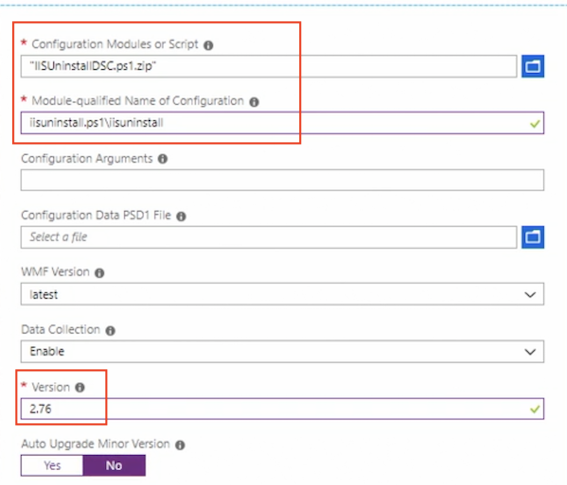 * Configuration Modules or Script
"IISUninstallDSC.ps1.zip"
* Module-qualified Name of Configuration
iisuninstall.ps1\iisuninstall
Configuration Arguments
Configuration Data PSD1 File
Select a file
WMF Version
latest
Data Collection
Enable
* Version
2.76
Auto Upgrade Minor Version
Yes No